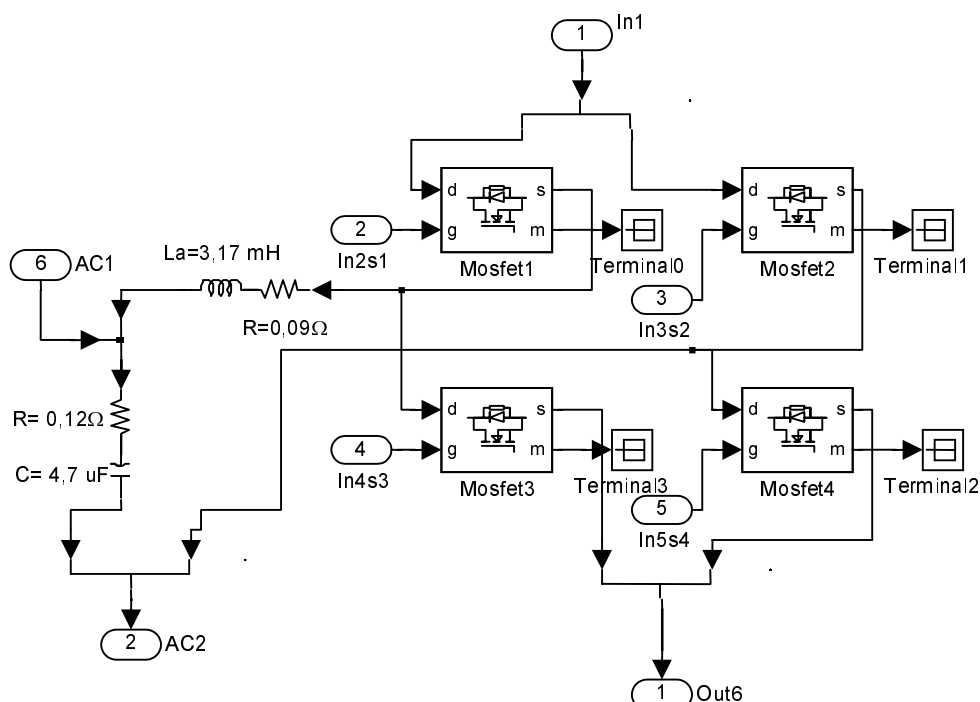 1
In1
d
s
g
m
Mosfet1
2
In2s1
Terminal0
d
s
g
m
Mosfet2
3
In3s2
Terminal1
6
AC1
La=3,17 mH
R=0,09Ω
R= 0,12Ω
C= 4,7 uF
d
s
g
m
Mosfet3
4
In4s3
Terminal3
d
s
g
m
Mosfet4
5
In5s4
Terminal2
2
AC2
1
Out6